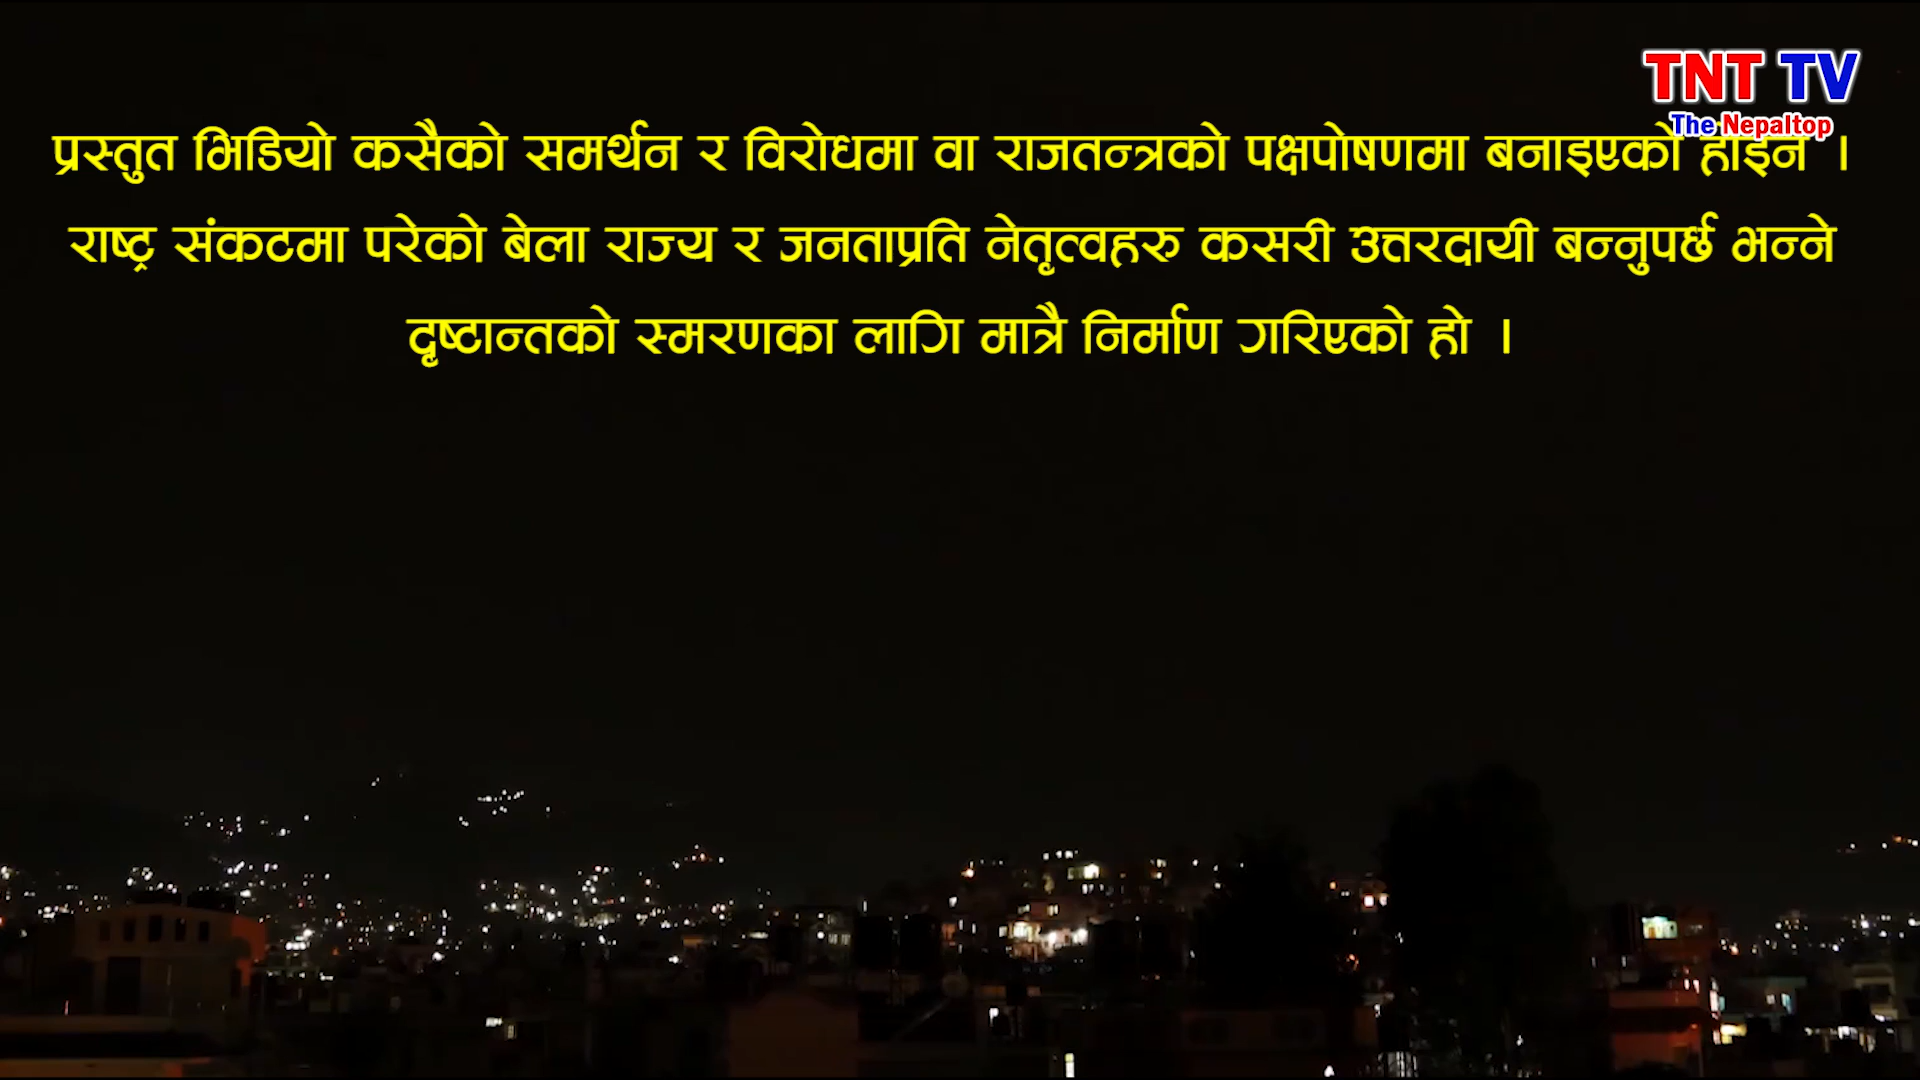 TNT TV
The Nepaltop
प्रस्तुत भिडियो कसैको समर्थन र विरोधमा वा राजतन्त्रको पक्षपोषणमा बनाइएको होइन ।
राष्ट्र संकटमा परेको बेला राज्य र जनताप्रति नेतृत्वहरु कसरी उत्तरदायी बन्नुपर्छ भन्ने
दृष्टान्तको स्मरणका लागि मात्रै निर्माण गरिएको हो ।